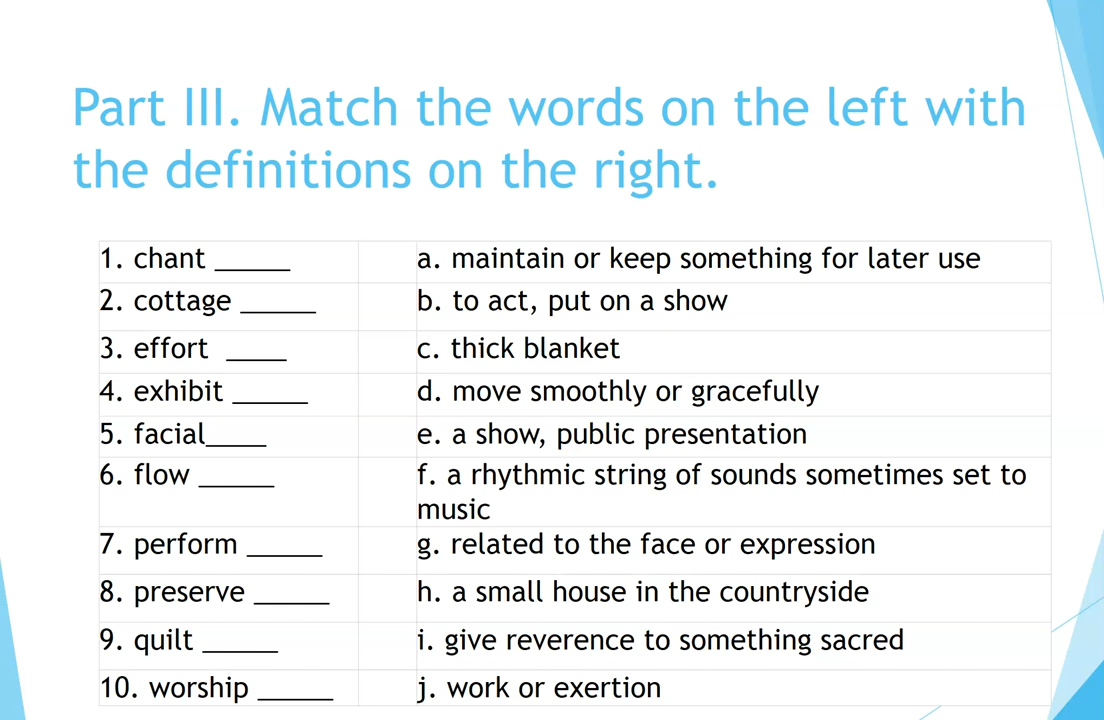 Part III. Match the words on the left with
the definitions on the right.
1. chant _____ a. maintain or keep something for later use
2. cottage _____ b. to act, put on a show
3. effort ____ c. thick blanket
4. exhibit _____ d. move smoothly or gracefully
5. facial____ e. a show, public presentation
6. flow _____ f. a rhythmic string of sounds sometimes set to
music
7. perform _____ g. related to the face or expression
8. preserve _____ h. a small house in the countryside
9. quilt _____ i. give reverence to something sacred
10. worship _____ j. work or exertion